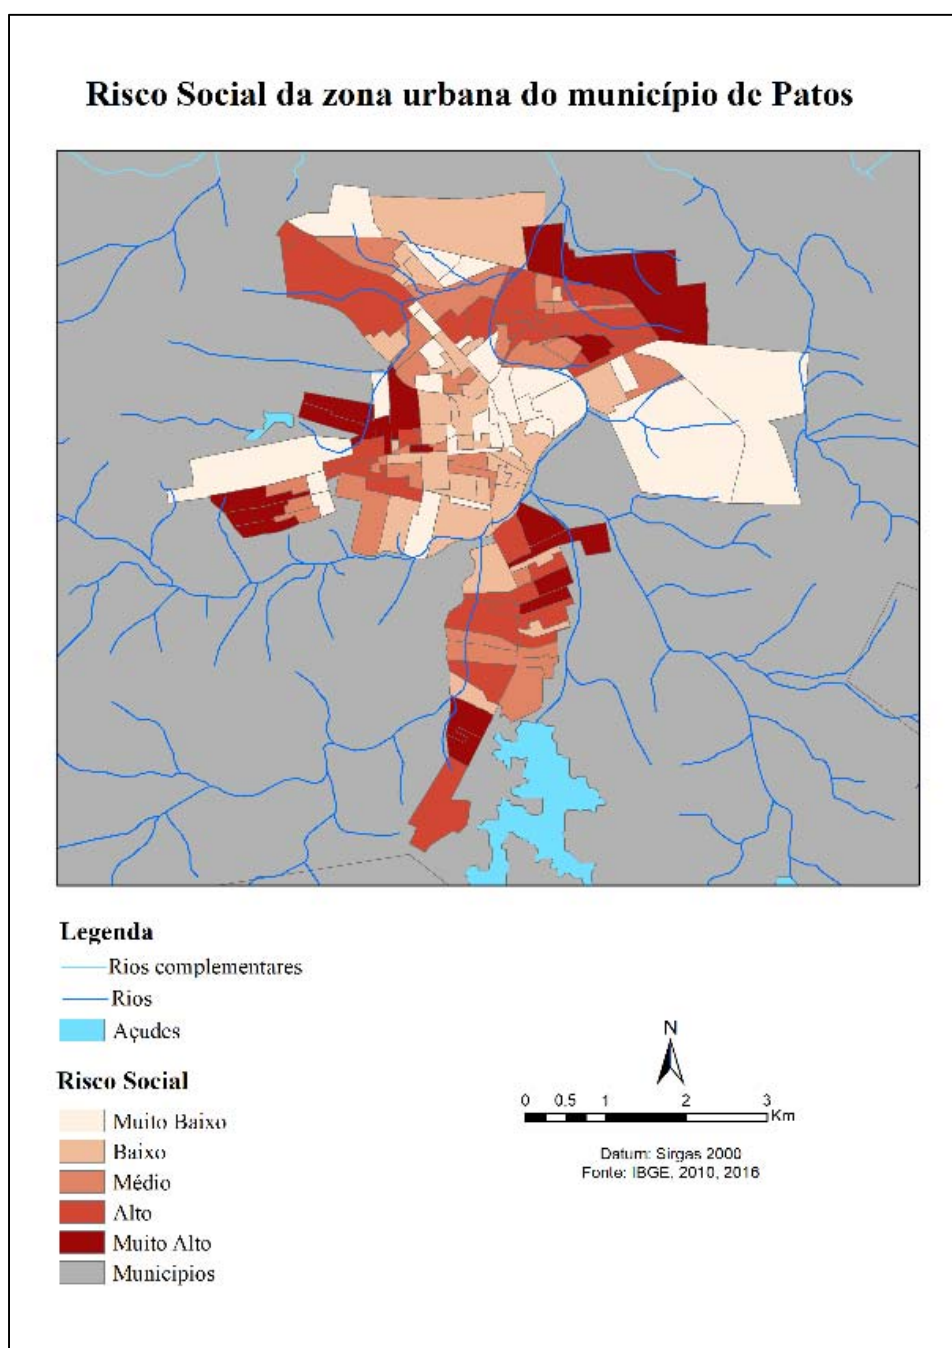 Risco Social da zona urbana do município de Patos
Legenda
Rios complementares
Rios
Açudes
Risco Social
Muito Baixo
Baixo
Médio
Alto
Muito Alto
Municipios
N
0 0.5 1 2 3
Km
Datum: Sirgas 2000
Fonte: IBGE, 2010, 2016